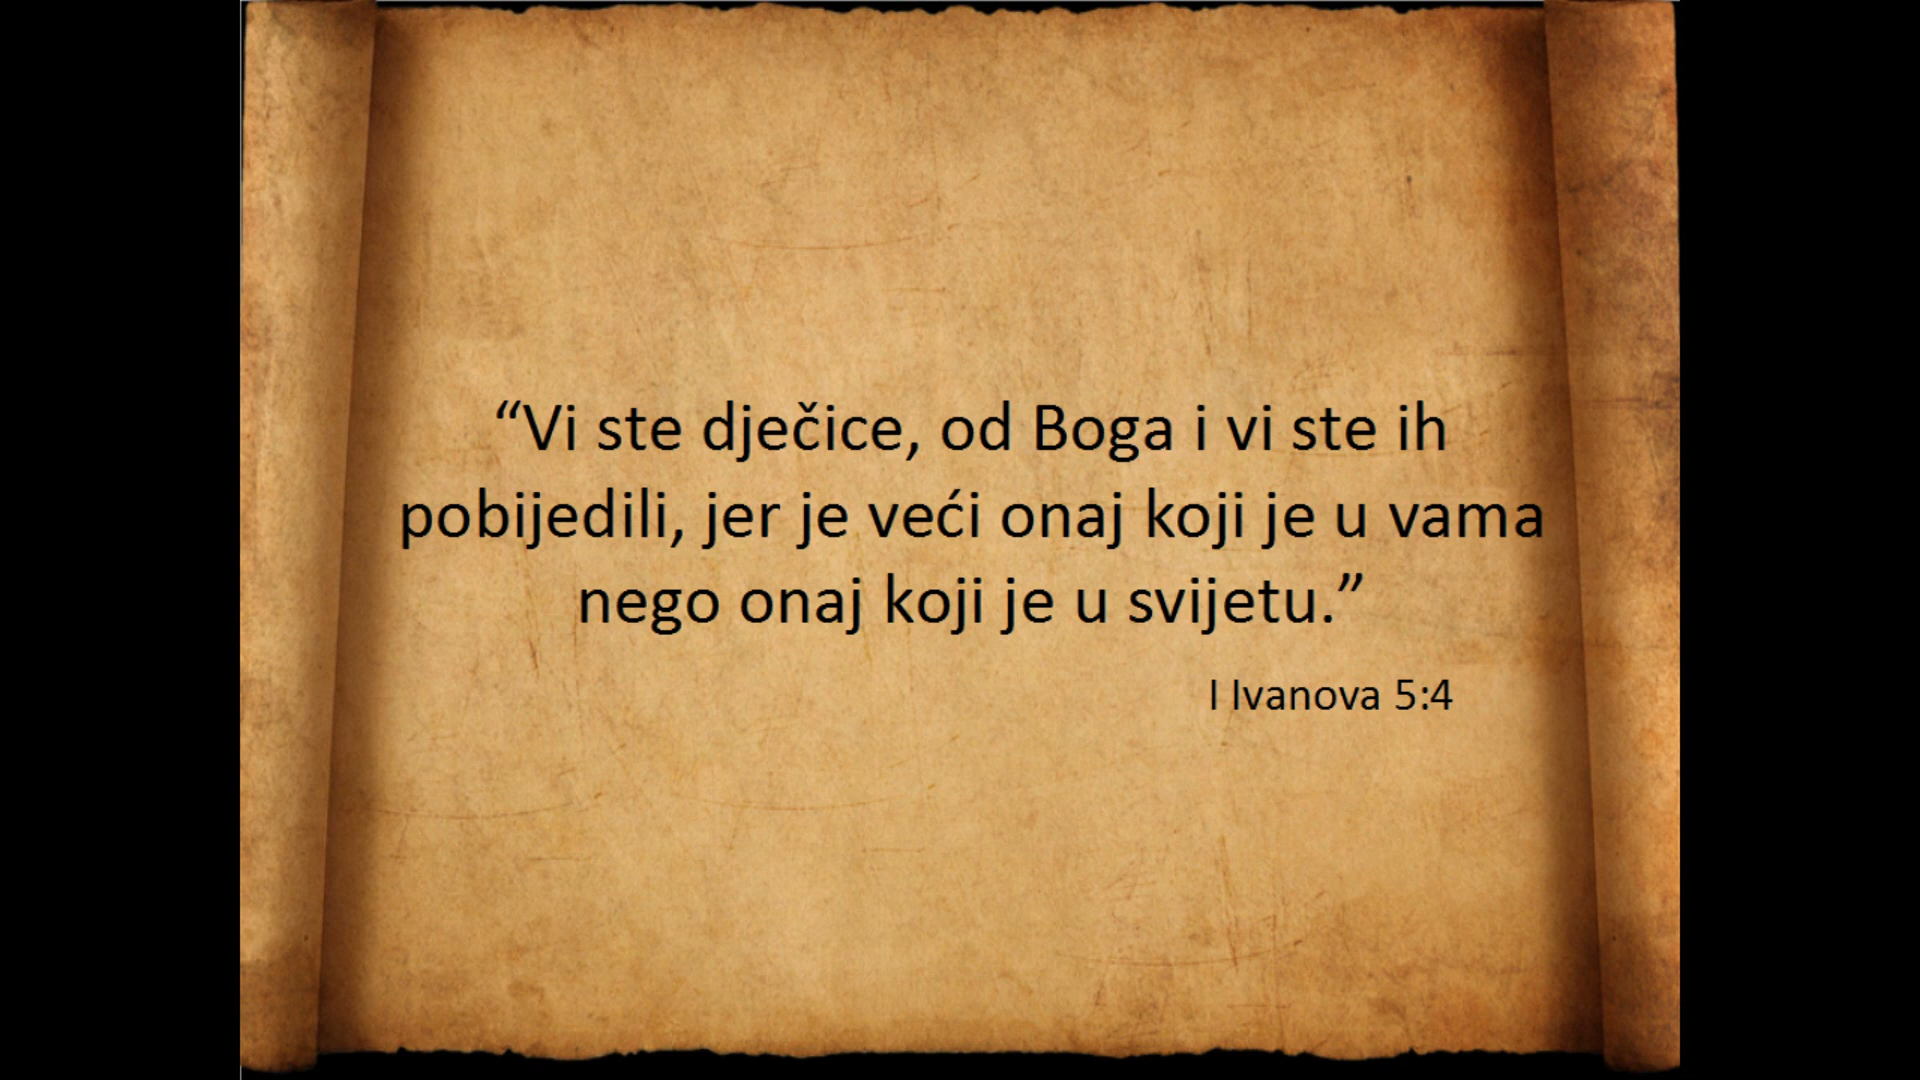 “Vi ste dječice, od Boga i vi ste ih
pobijedili, jer je veći onaj koji je u vama
nego onaj koji je u svijetu.”
I Ivanova 5:4